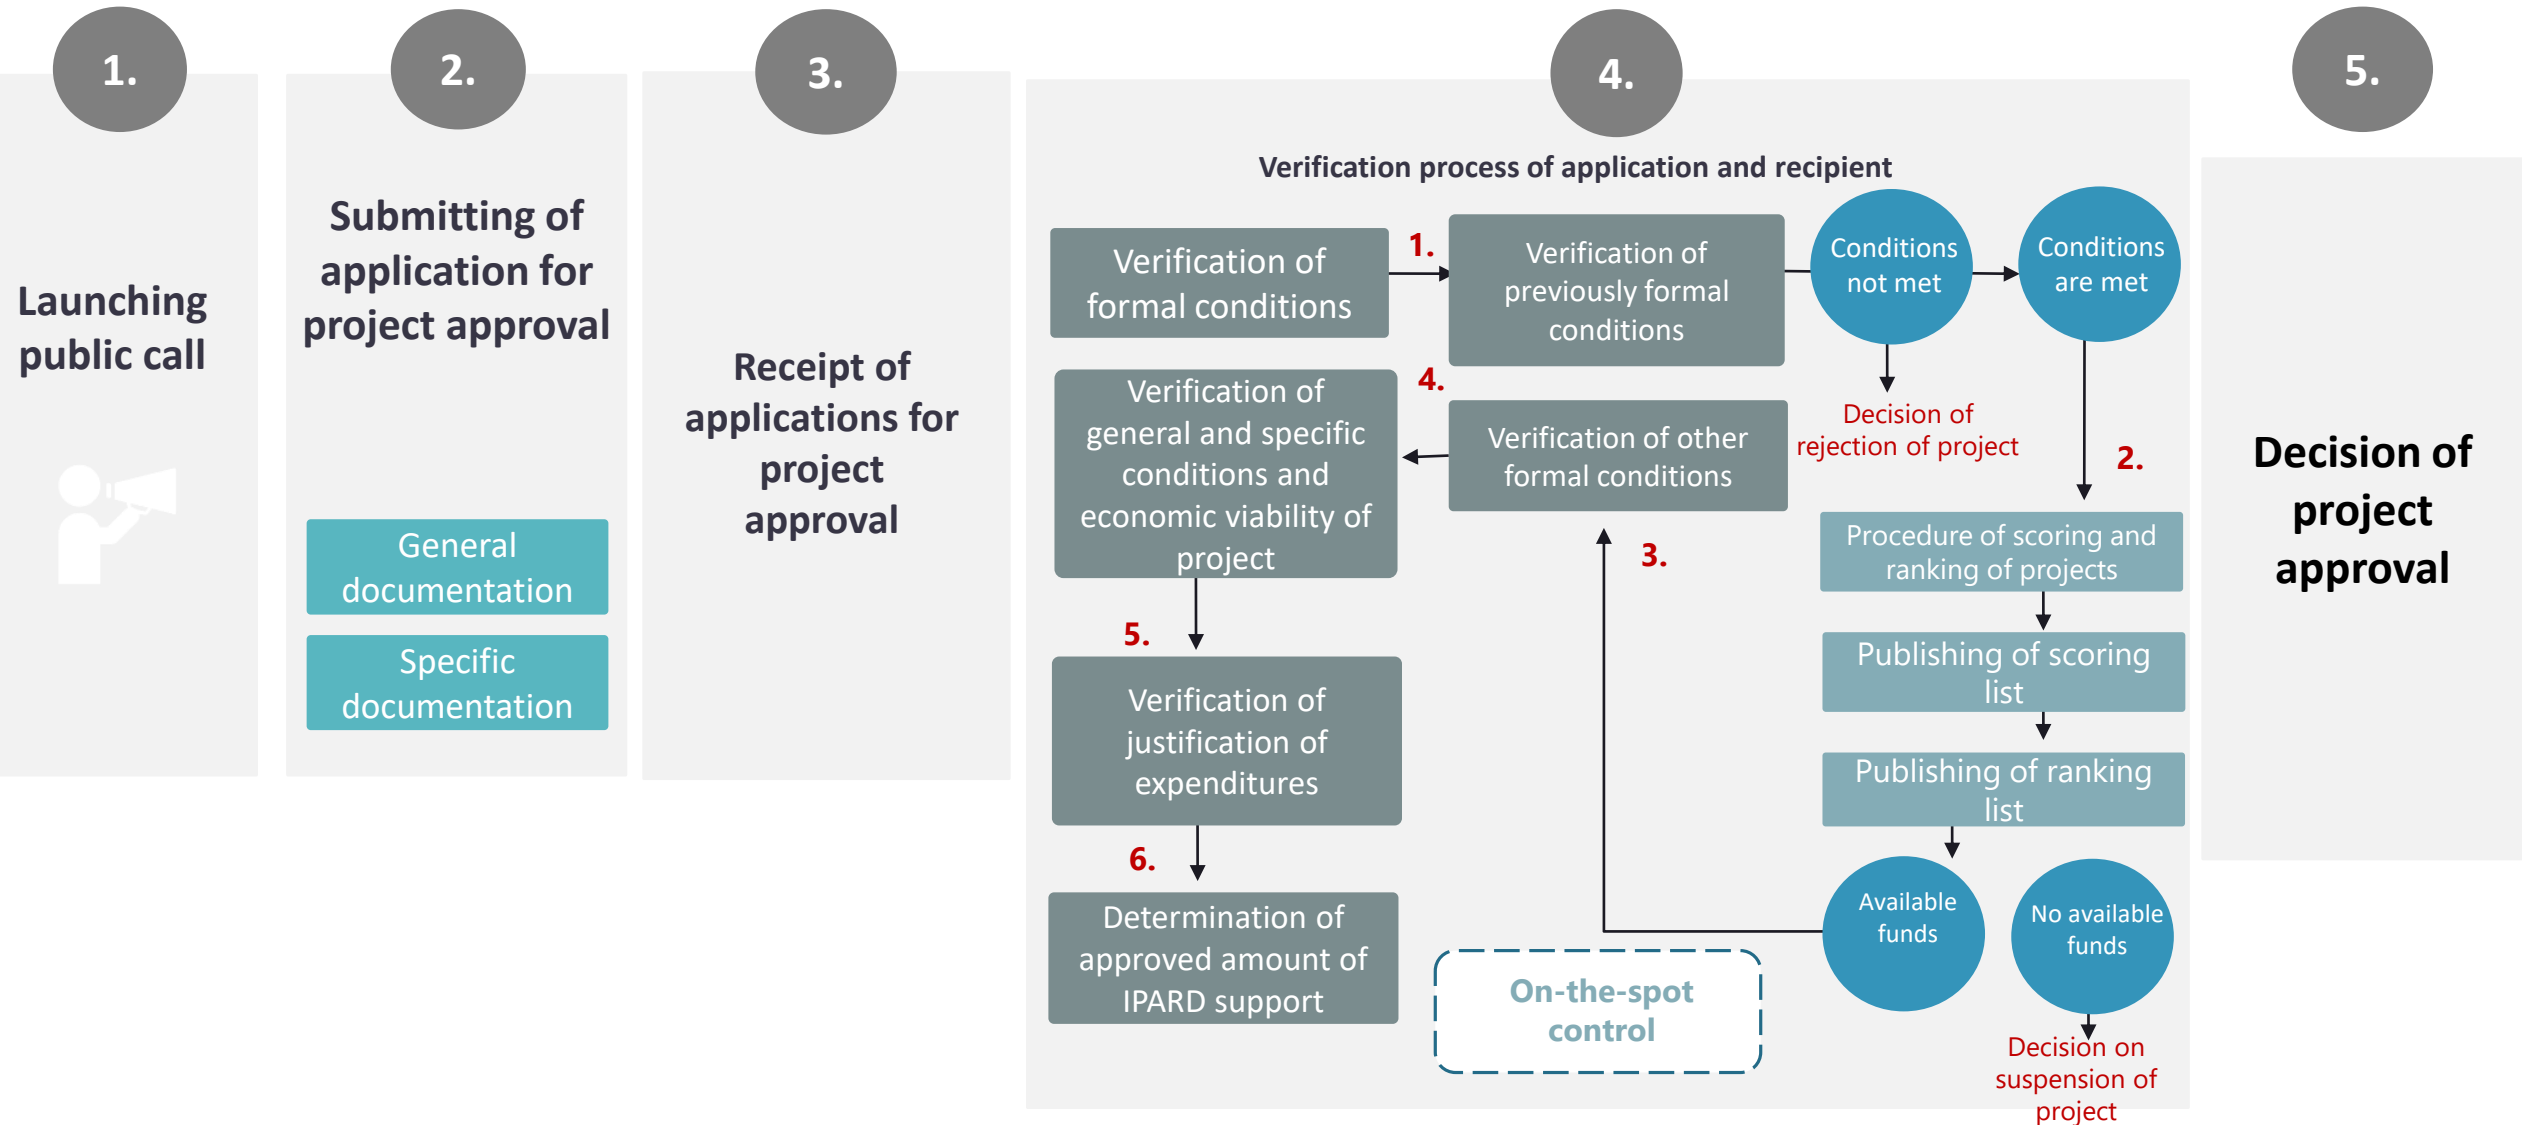 1.
Launching
public call
2.
Submitting of
application for
project approval
General
documentation
Specific
documentation
3.
Receipt of
applications for
project
approval
4.
Verification process of application and recipient
Verification of
formal conditions
1.
Verification of
previously formal
conditions
Conditions
not met
Conditions
are met
Decision of
rejection of project
2.
Procedure of scoring and
ranking of projects
Publishing of scoring
list
Publishing of ranking
list
Available
funds
No available
funds
Decision on
suspension of
project
3.
Verification of other
formal conditions
4.
Verification of
general and specific
conditions and
economic viability of
project
5.
Verification of
justification of
expenditures
6.
Determination of
approved amount of
IPARD support
On-the-spot
control
5.
Decision of
project
approval